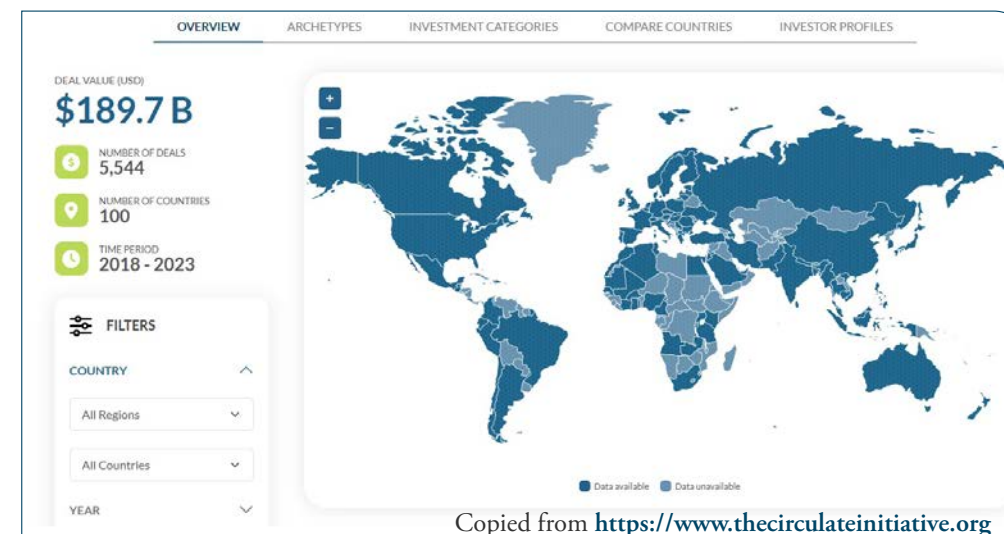 OVERVIEW ARCHETYPES INVESTMENT CATEGORIES COMPARE COUNTRIES INVESTOR PROFILES
DEAL VALUE (USD)
$189.7 B
NUMBER OF DEALS
5,544
NUMBER OF COUNTRIES
100
TIME PERIOD
2018 - 2023
FILTERS
COUNTRY
All Regions
All Countries
YEAR
+
−
Data available Data unavailable
Copied from https://www.thecirculateinitiative.org